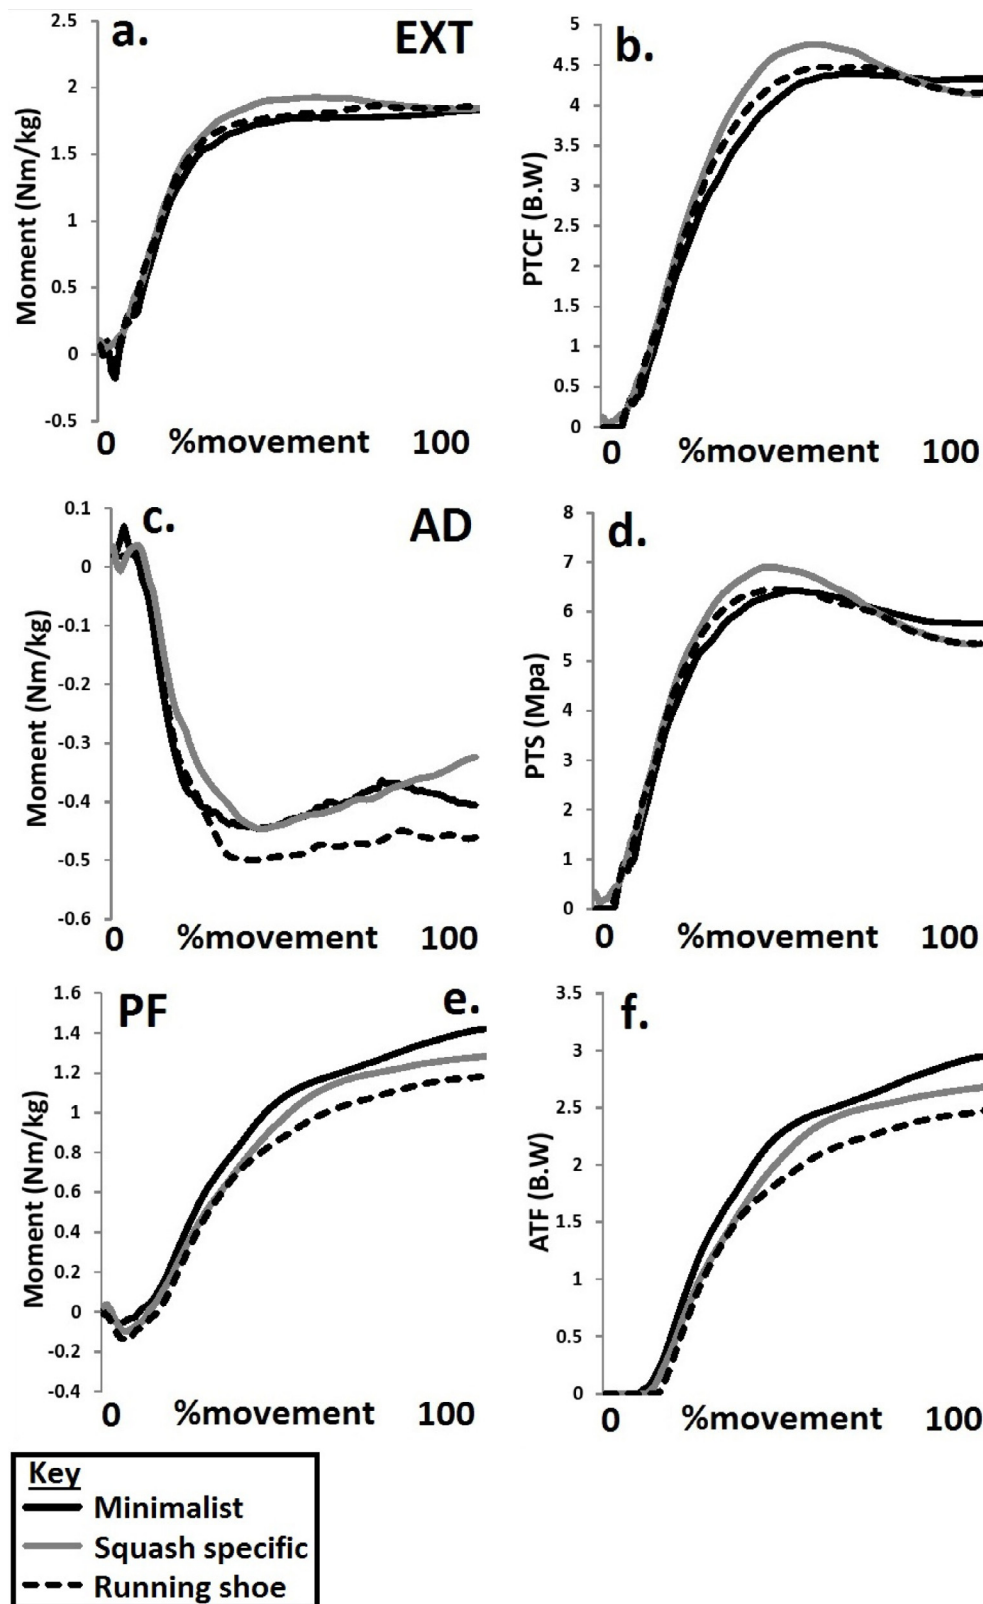 a.
EXT
Moment (Nm/kg)
2.5
2
1.5
1
0.5
0
-0.5
0 %movement 100
b.
PTCF (B.W)
5
4.5
4
3.5
3
2.5
2
1.5
1
0.5
0
0 %movement 100
c.
AD
Moment (Nm/kg)
0.1
0
-0.1
-0.2
-0.3
-0.4
-0.5
-0.6
0 %movement 100
d.
PTS (Mpa)
8
7
6
5
4
3
2
1
0
0 %movement 100
PF
e.
Moment (Nm/kg)
1.6
1.4
1.2
1
0.8
0.6
0.4
0.2
0
-0.2
-0.4
0 %movement 100
f.
ATF (B.W)
3.5
3
2.5
2
1.5
1
0.5
0
0 %movement 100
Key
Minimalist
Squash specific
Running shoe